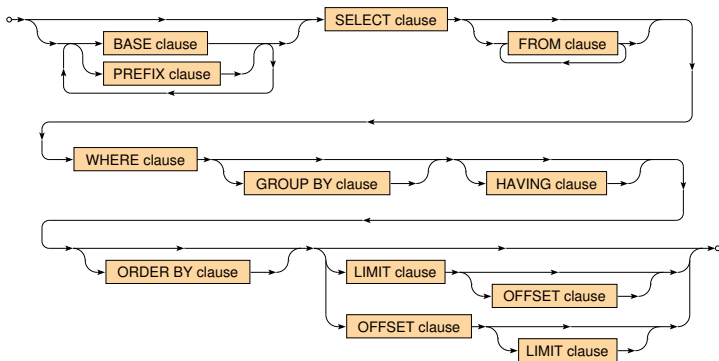 SELECT clause
BASE clause
FROM clause
PREFIX clause
WHERE clause
GROUP BY clause
HAVING clause
ORDER BY clause
LIMIT clause
OFFSET clause
OFFSET clause
LIMIT clause